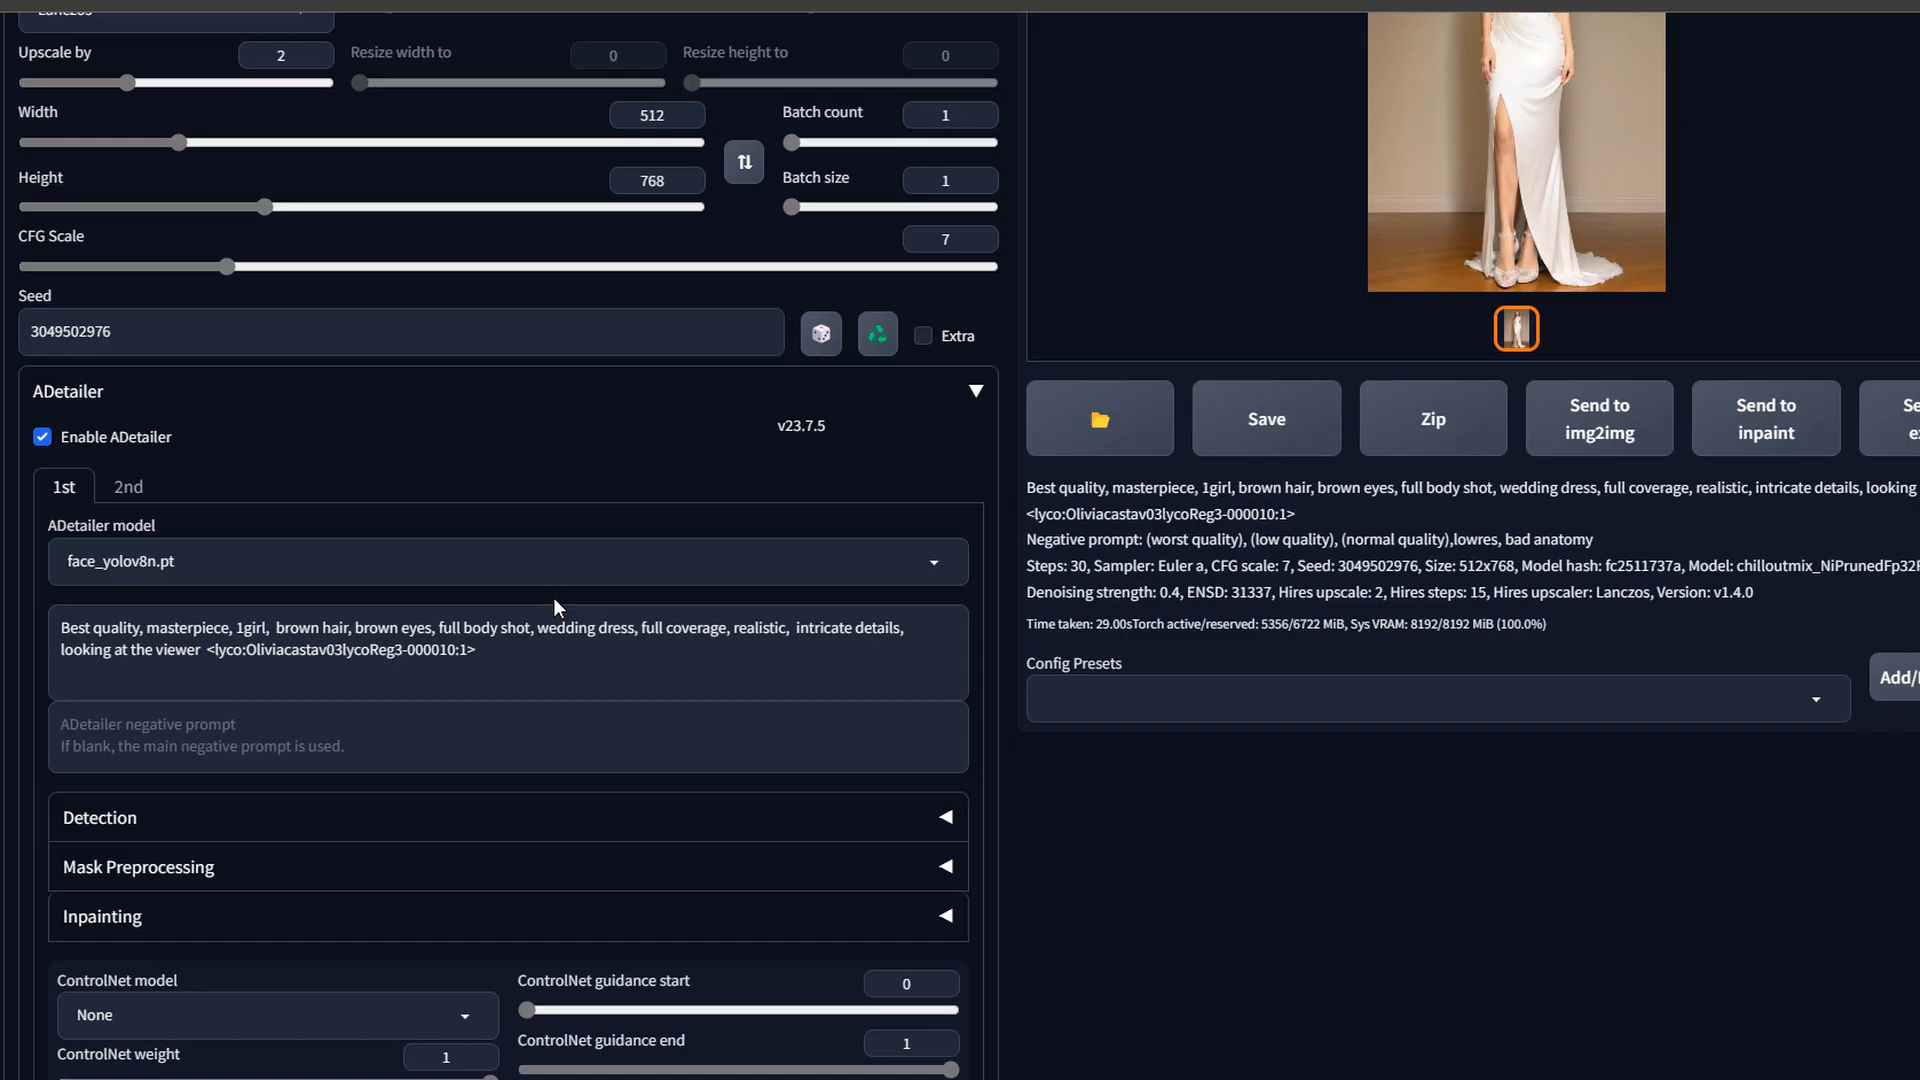 Upscale by
2
Resize width to
0
Resize height to
0
Width
512
Batch count
1
Height
768
Batch size
1
CFG Scale
7
Seed
3049502976
Extra
ADetailer
Enable ADetailer
v23.7.5
1st
2nd
ADetailer model
face_yolov8n.pt
Best quality, masterpiece, 1girl,  brown hair, brown eyes, full body shot, wedding dress, full coverage, realistic,  intricate details,
looking at the viewer  <lyco:Oliviacastav03lycoReg3-000010:1>
ADetailer negative prompt
If blank, the main negative prompt is used.
Detection
Mask Preprocessing
Inpainting
ControlNet model
None
ControlNet guidance start
0
ControlNet weight
1
ControlNet guidance end
1
Save
Zip
Send to
img2img
Send to
inpaint
Best quality, masterpiece, 1girl, brown hair, brown eyes, full body shot, wedding dress, full coverage, realistic, intricate details, looking
<lyco:Oliviacastav03lycoReg3-000010:1>
Negative prompt: (worst quality), (low quality), (normal quality),lowres, bad anatomy
Steps: 30, Sampler: Euler a, CFG scale: 7, Seed: 3049502976, Size: 512x768, Model hash: fc2511737a, Model: chilloutmix_NiPrunedFp32F
Denoising strength: 0.4, ENSD: 31337, Hires upscale: 2, Hires steps: 15, Hires upscaler: Lanczos, Version: v1.4.0
Time taken: 29.00sTorch active/reserved: 5356/6722 MiB, Sys VRAM: 8192/8192 MiB (100.0%)
Config Presets
Add/